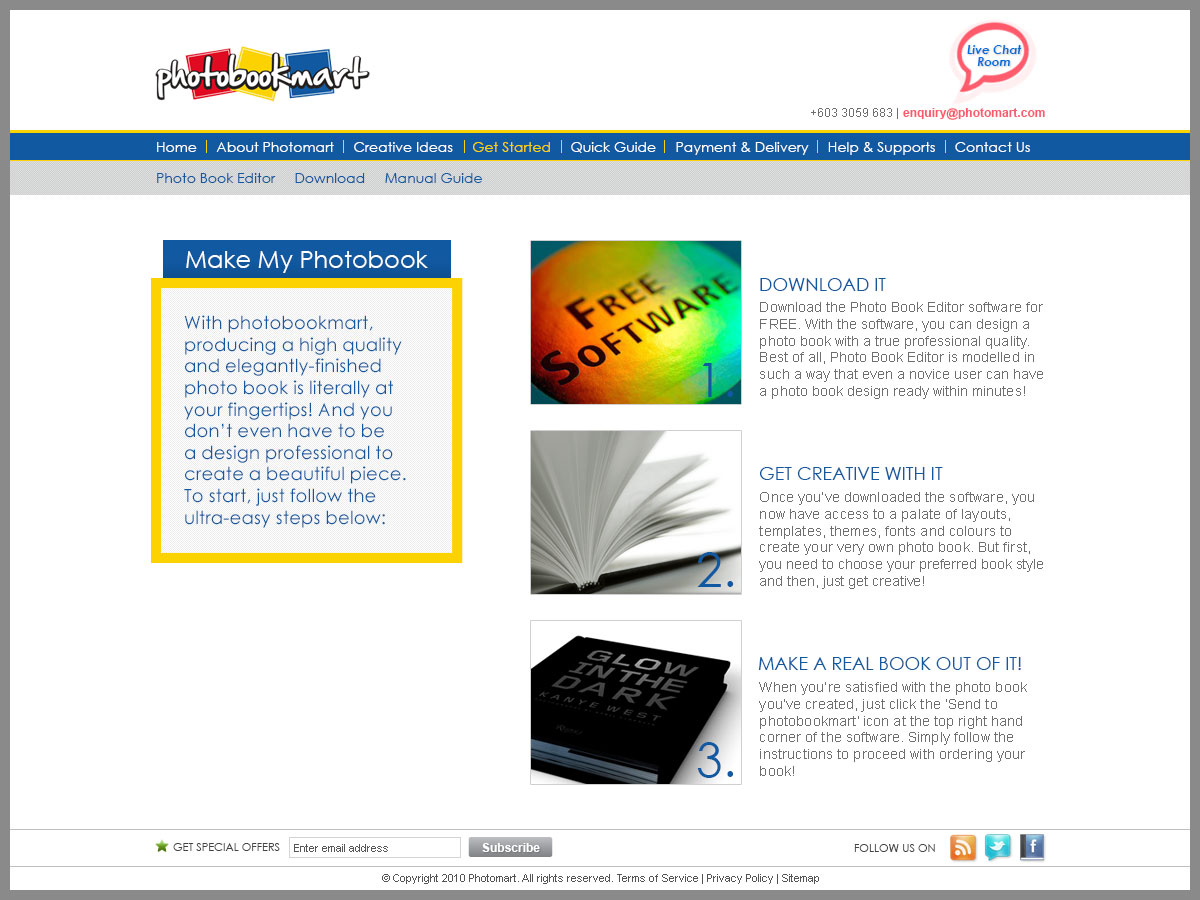 photobookmart
Live Chat
Room
+603 3059 683 | enquiry@photomart.com
Home | About Photomart | Creative Ideas | Get Started | Quick Guide | Payment & Delivery | Help & Supports | Contact Us
Photo Book Editor Download Manual Guide
Make My Photobook
With photobookmart,
producing a high quality
and elegantly-finished
photo book is literally at
your fingertips! And you
don't even have to be
a design professional to
create a beautiful piece.
To start, just follow the
ultra-easy steps below:
FREE
SOFTWARE
1.
DOWNLOAD IT
Download the Photo Book Editor software for
FREE. With the software, you can design a
photo book with a true professional quality.
Best of all, Photo Book Editor is modelled in
such a way that even a novice user can have
a photo book design ready within minutes!
2.
GET CREATIVE WITH IT
Once you've downloaded the software, you
now have access to a palate of layouts,
templates, themes, fonts and colours to
create your very own photo book. But first,
you need to choose your preferred book style
and then, just get creative!
GLOW
IN THE
DARK
KANYE WEST
3.
MAKE A REAL BOOK OUT OF IT!
When you're satisfied with the photo book
you've created, just click the 'Send to
photobookmart' icon at the top right hand
corner of the software. Simply follow the
instructions to proceed with ordering your
book!
GET SPECIAL OFFERS Enter email address Subscribe FOLLOW US ON
© Copyright 2010 Photomart. All rights reserved. Terms of Service | Privacy Policy | Sitemap